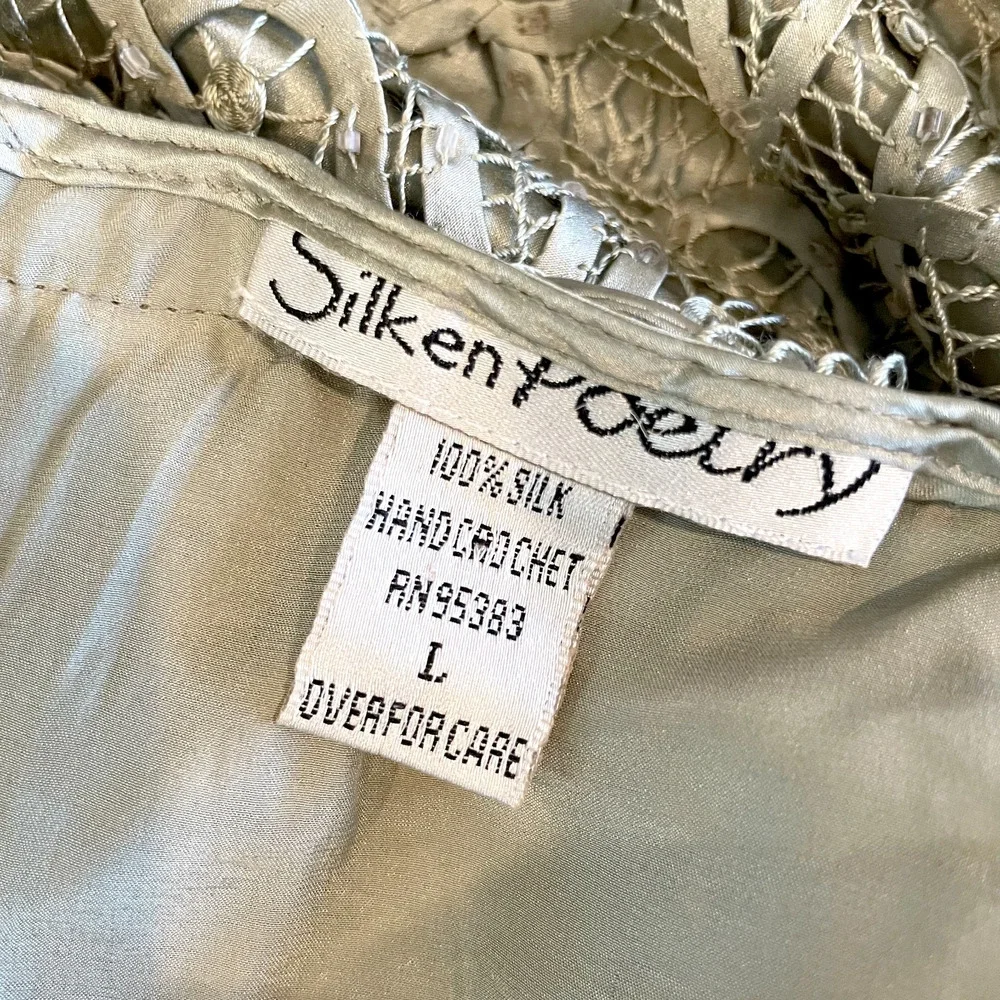 Silken Poetry
100% SILK
HAND CROCHET
RN 95383
L
OVER FOR CARE